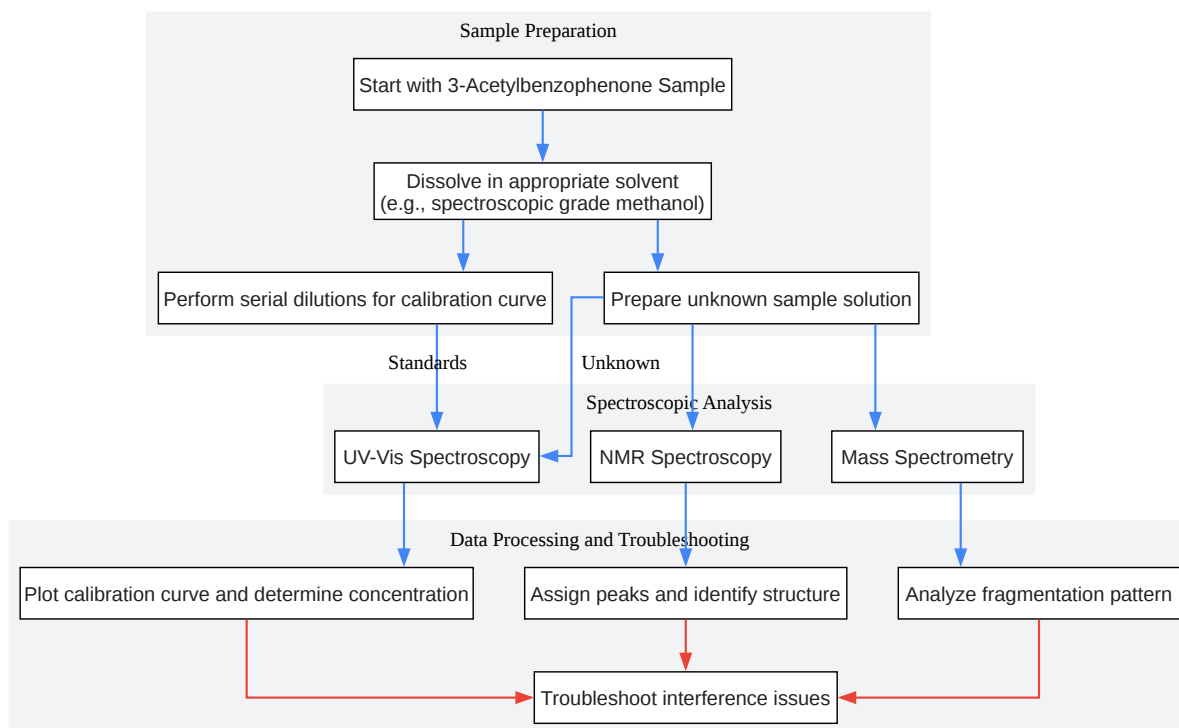 Sample Preparation
Start with 3-Acetylbenzophenone Sample
Dissolve in appropriate solvent
(e.g., spectroscopic grade methanol)
Perform serial dilutions for calibration curve
Prepare unknown sample solution
Standards
Unknown
Spectroscopic Analysis
UV-Vis Spectroscopy
NMR Spectroscopy
Mass Spectrometry
Data Processing and Troubleshooting
Plot calibration curve and determine concentration
Assign peaks and identify structure
Analyze fragmentation pattern
Troubleshoot interference issues